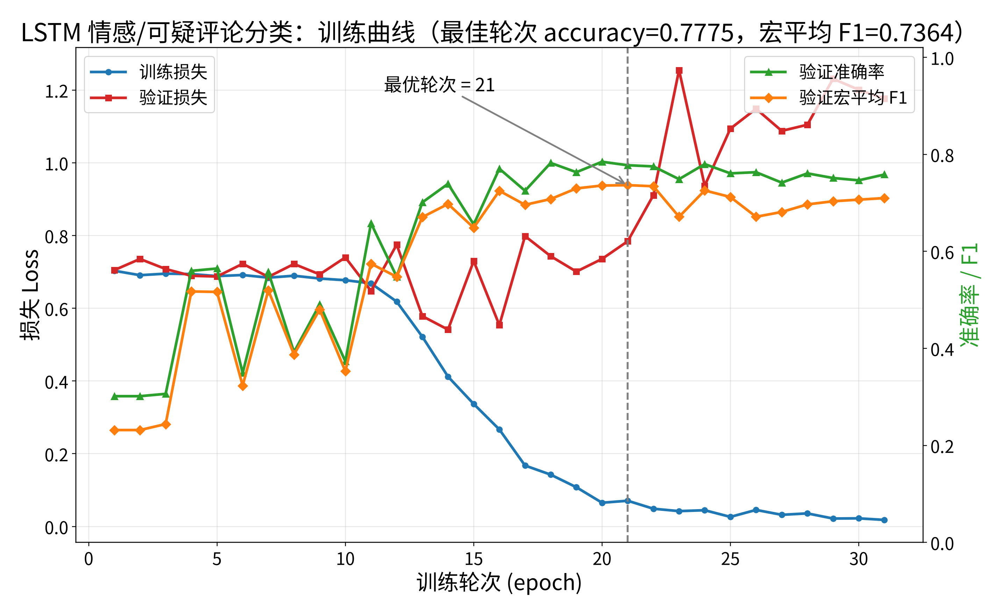 LSTM 情感/可疑评论分类：训练曲线（最佳轮次 accuracy=0.7775，宏平均 F1=0.7364）
训练损失
验证损失
最优轮次 = 21
验证准确率
验证宏平均 F1
损失 Loss
1.2
1.0
0.8
0.6
0.4
0.2
0.0
1.0
0.8
0.6
0.4
0.2
0.0
准确率 / F1
0 5 10 15 20 25 30
训练轮次 (epoch)